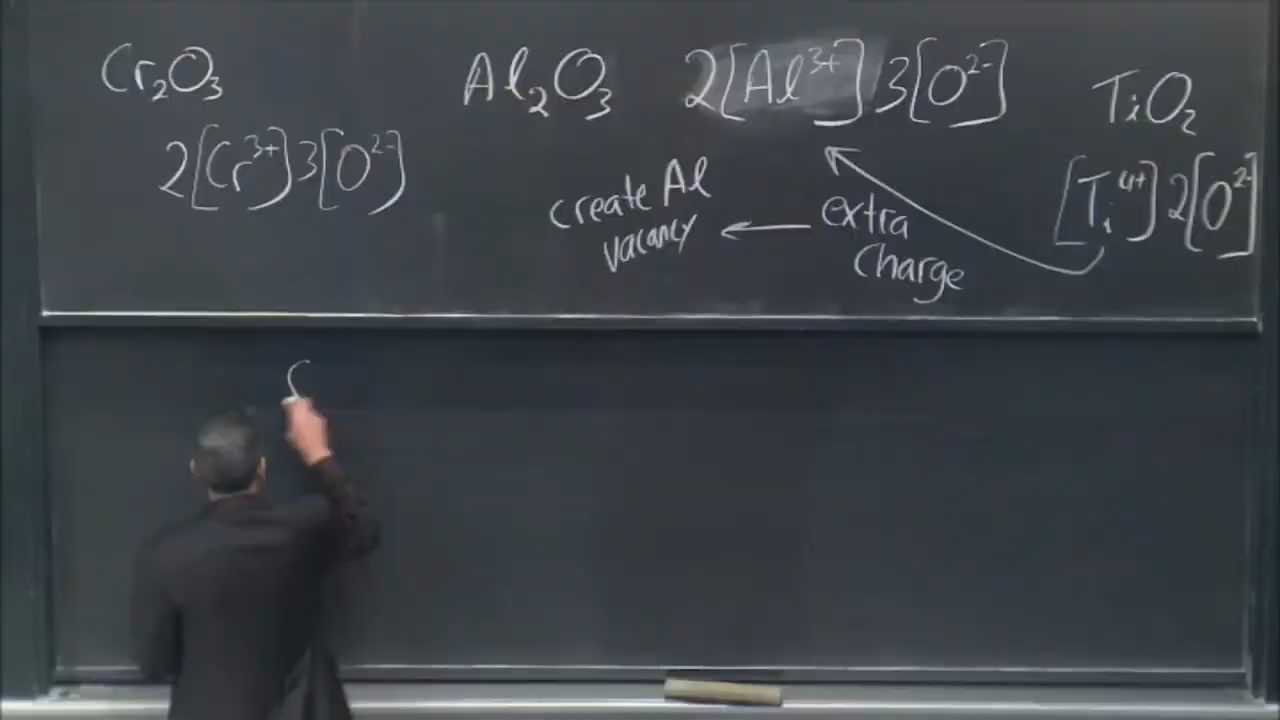 Cr₂O₃
2[Cr³⁺]3[O²⁻]
Al₂O₃ 2[Al³⁺]3[O²⁻]
create Al
vacancy
extra
charge
TiO₂
[Ti⁴⁺]2[O²⁻]